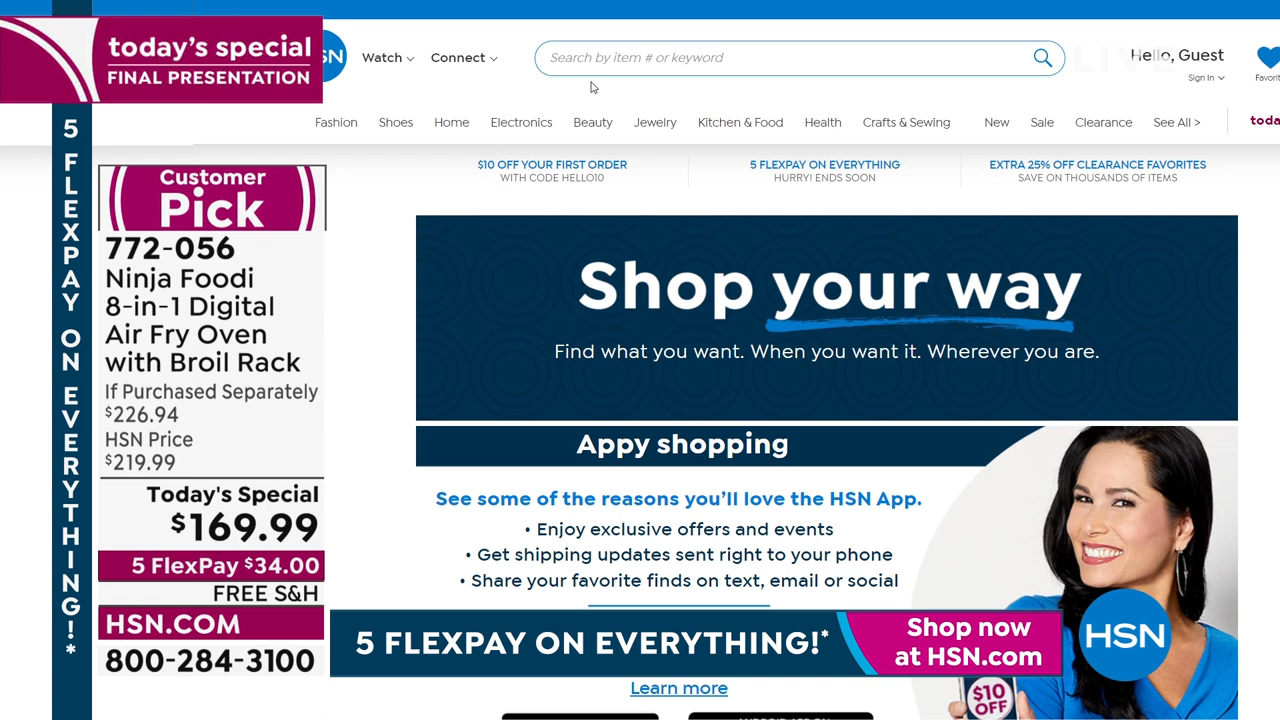 today's special
FINAL PRESENTATION
SN
Watch
Connect
Search by item # or keyword
LIVE
Hello, Guest
Sign In
Favorit
Fashion
Shoes
Home
Electronics
Beauty
Jewelry
Kitchen & Food
Health
Crafts & Sewing
New
Sale
Clearance
See All >
toda
$10 OFF YOUR FIRST ORDER
WITH CODE HELLO10
5 FLEXPAY ON EVERYTHING
HURRY! ENDS SOON
EXTRA 25% OFF CLEARANCE FAVORITES
SAVE ON THOUSANDS OF ITEMS
5 FLEXPAY ON EVERYTHING!*
Customer
Pick
772-056
Ninja Foodi
8-in-1 Digital
Air Fry Oven
with Broil Rack
If Purchased Separately
$226.94
HSN Price
$219.99
Today's Special
$169.99
5 FlexPay $34.00
FREE S&H
HSN.COM
800-284-3100
Shop your way
Find what you want. When you want it. Wherever you are.
Appy shopping
See some of the reasons you'll love the HSN App.
• Enjoy exclusive offers and events
• Get shipping updates sent right to your phone
• Share your favorite finds on text, email or social
5 FLEXPAY ON EVERYTHING!*
Shop now
at HSN.com
HSN
Learn more
$10
OFF